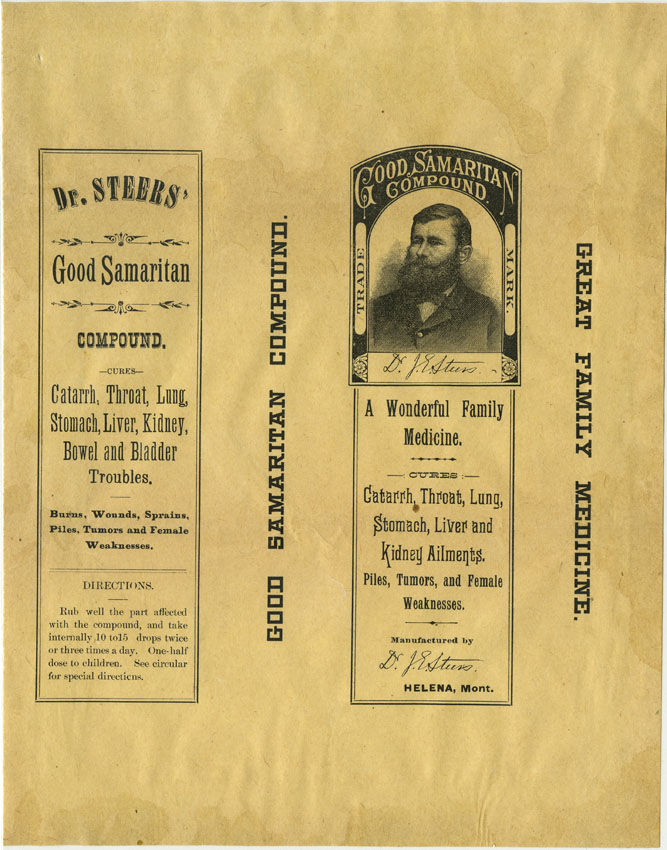 Dr. STEERS'
Good Samaritan
COMPOUND.
—CURES—
Catarrh, Throat, Lung,
Stomach, Liver, Kidney,
Bowel and Bladder
Troubles.
Burns, Wounds, Sprains,
Piles, Tumors and Female
Weaknesses.
DIRECTIONS.
Rub well the part affected
with the compound, and take
internally 10 to15 drops twice
or three times a day. One-half
dose to children. See circular
for special directions.
GOOD SAMARITAN COMPOUND.
GOOD SAMARITAN
COMPOUND.
TRADE
MARK.
Dr. J. E. Steers.
A Wonderful Family
Medicine.
CURES
Catarrh, Throat, Lung,
Stomach, Liver and
Kidney Ailments.
Piles, Tumors, and Female
Weaknesses.
Manufactured by
Dr. J. E. Steers.
HELENA, Mont.
GREAT FAMILY MEDICINE.